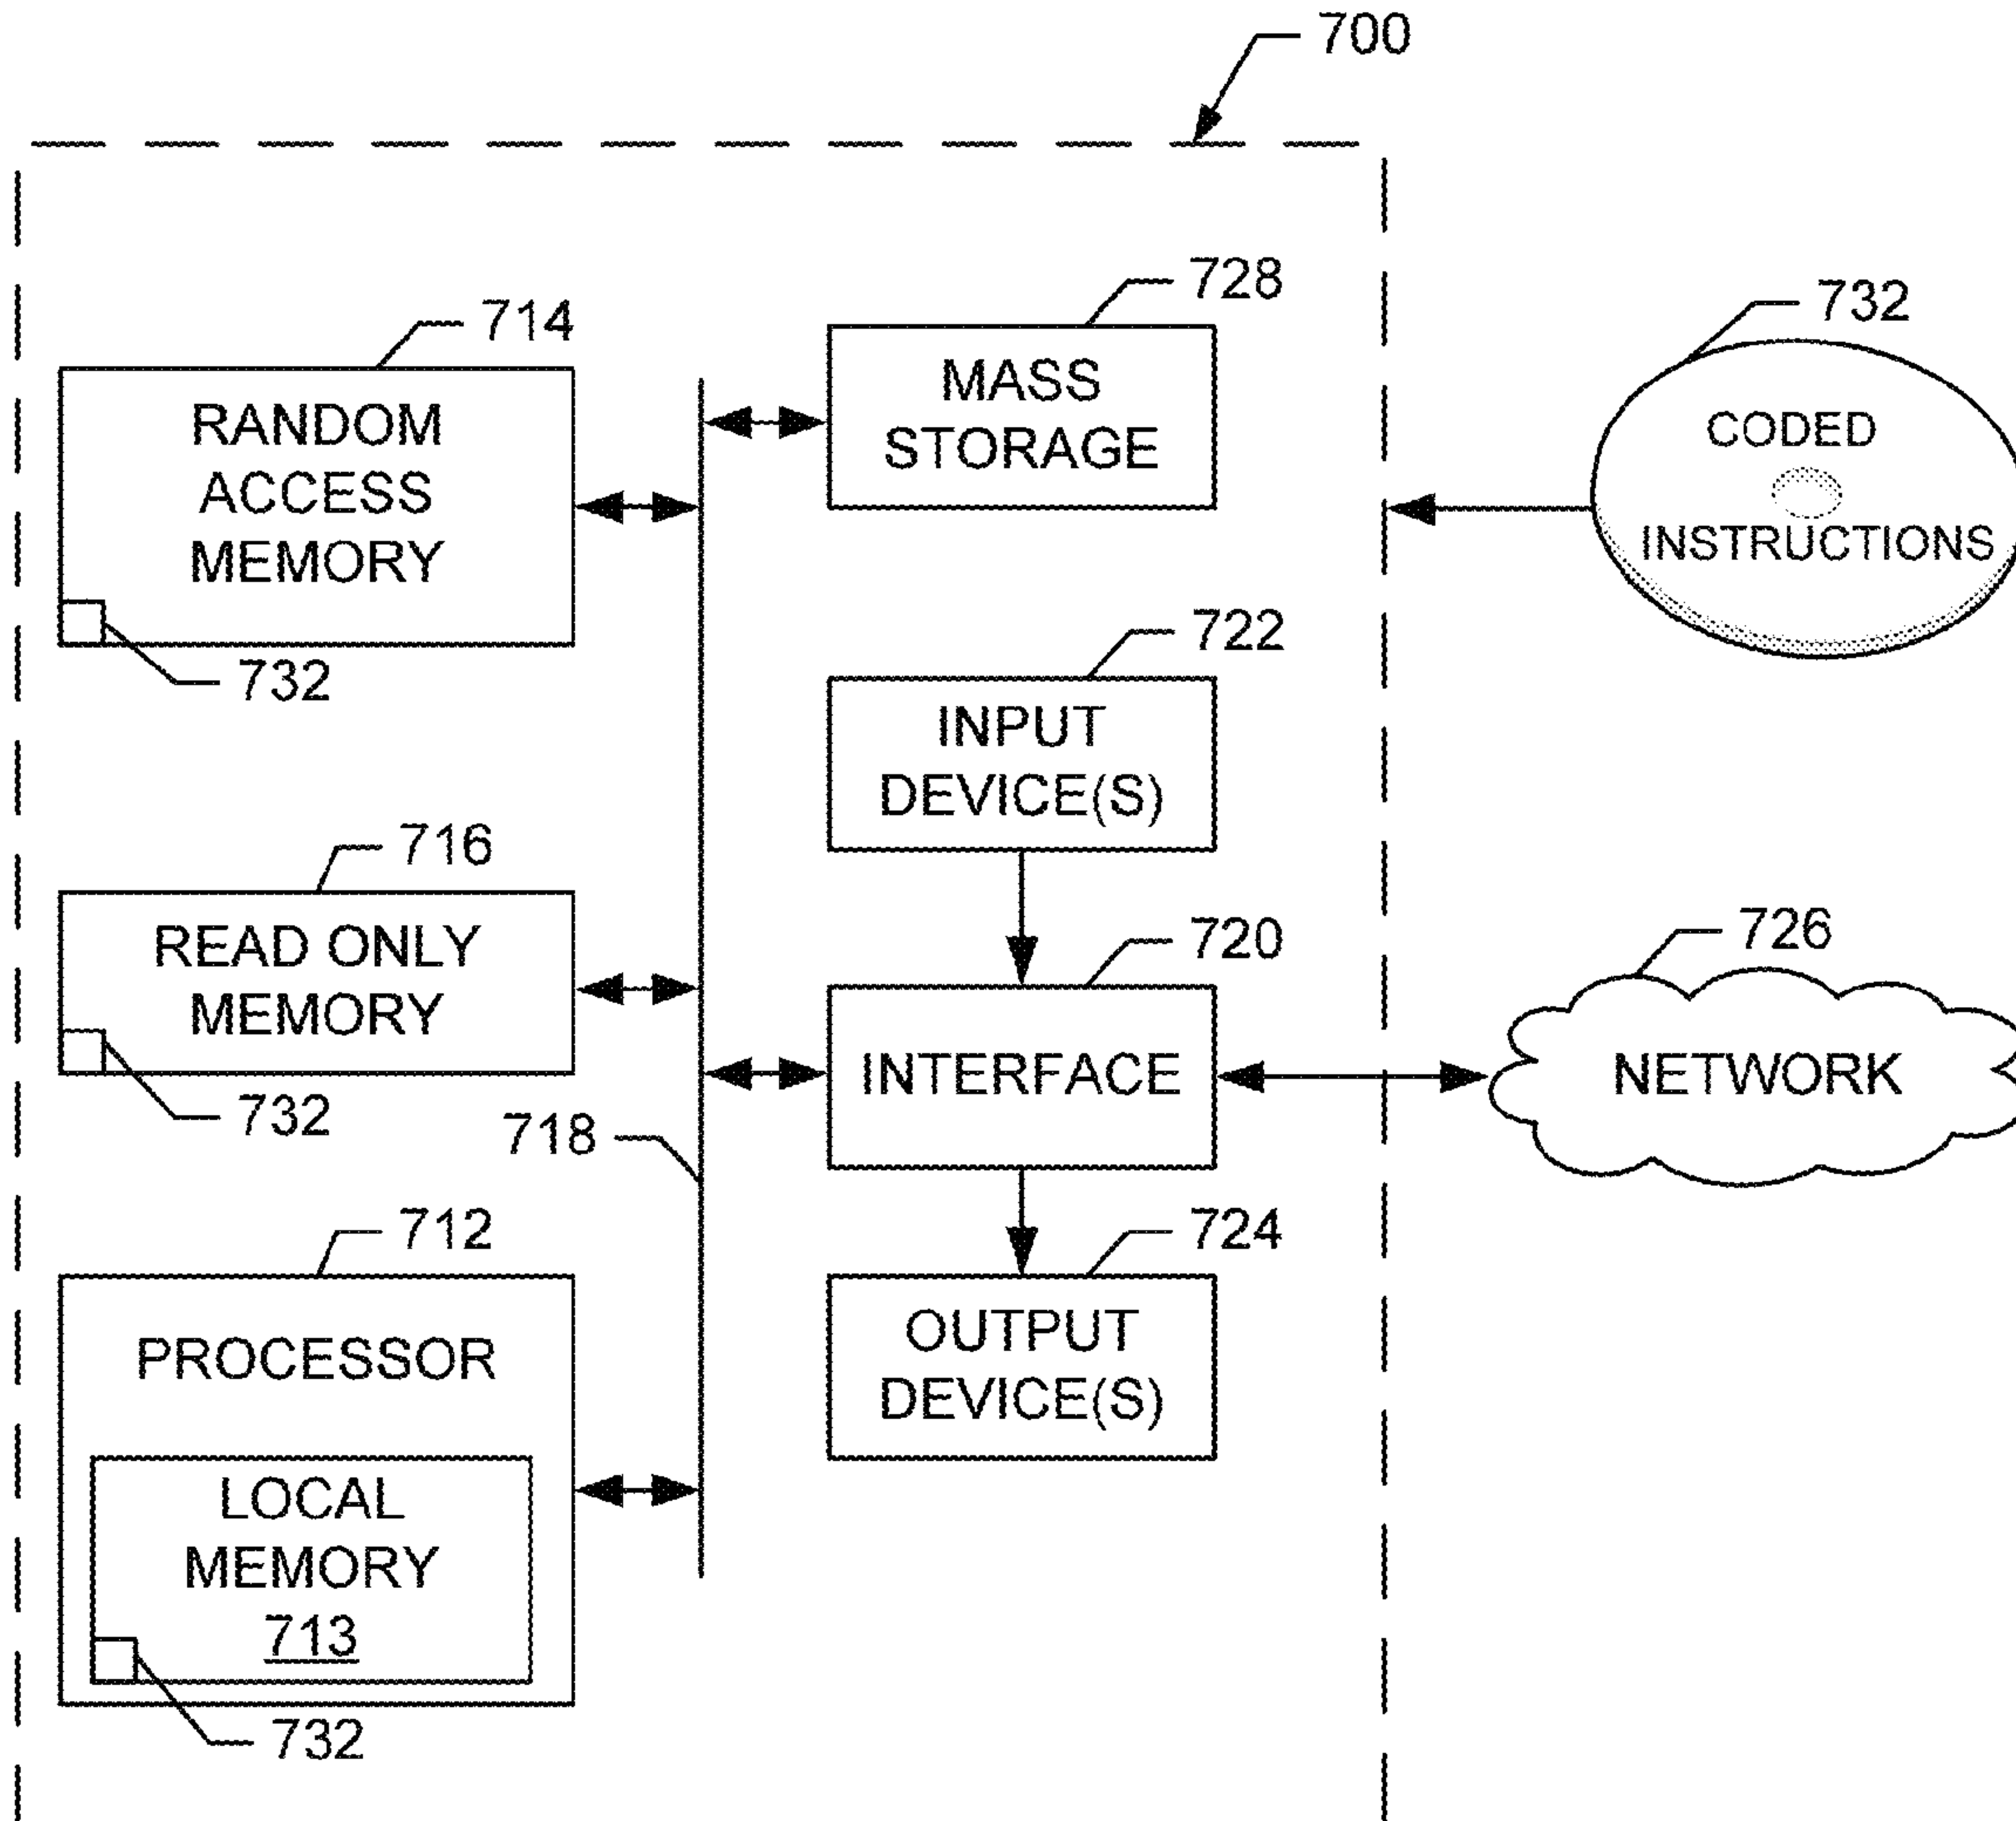 700
728
714
732
MASS
STORAGE
RANDOM
ACCESS
MEMORY
CODED
INSTRUCTIONS
732
722
INPUT
DEVICE(S)
716
READ ONLY
MEMORY
720
726
INTERFACE
NETWORK
732
718
712
724
PROCESSOR
OUTPUT
DEVICE(S)
LOCAL
MEMORY
713
732